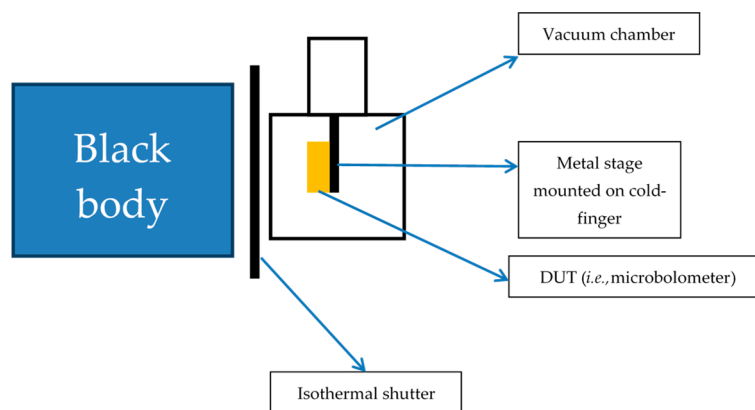 Vacuum chamber
Black
body
Metal stage
mounted on cold-
finger
DUT (i.e.,microbolometer)
Isothermal shutter